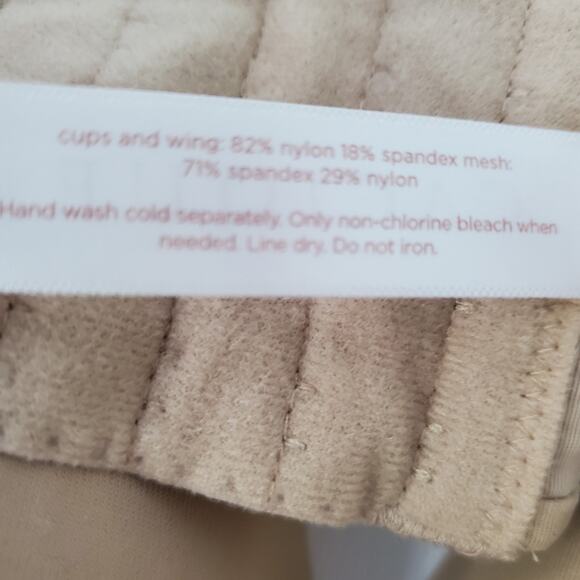 cups and wing: 82% nylon 18% spandex mesh:
71% spandex 29% nylon
Hand wash cold separately. Only non-chlorine bleach when
needed. Line dry. Do not iron.